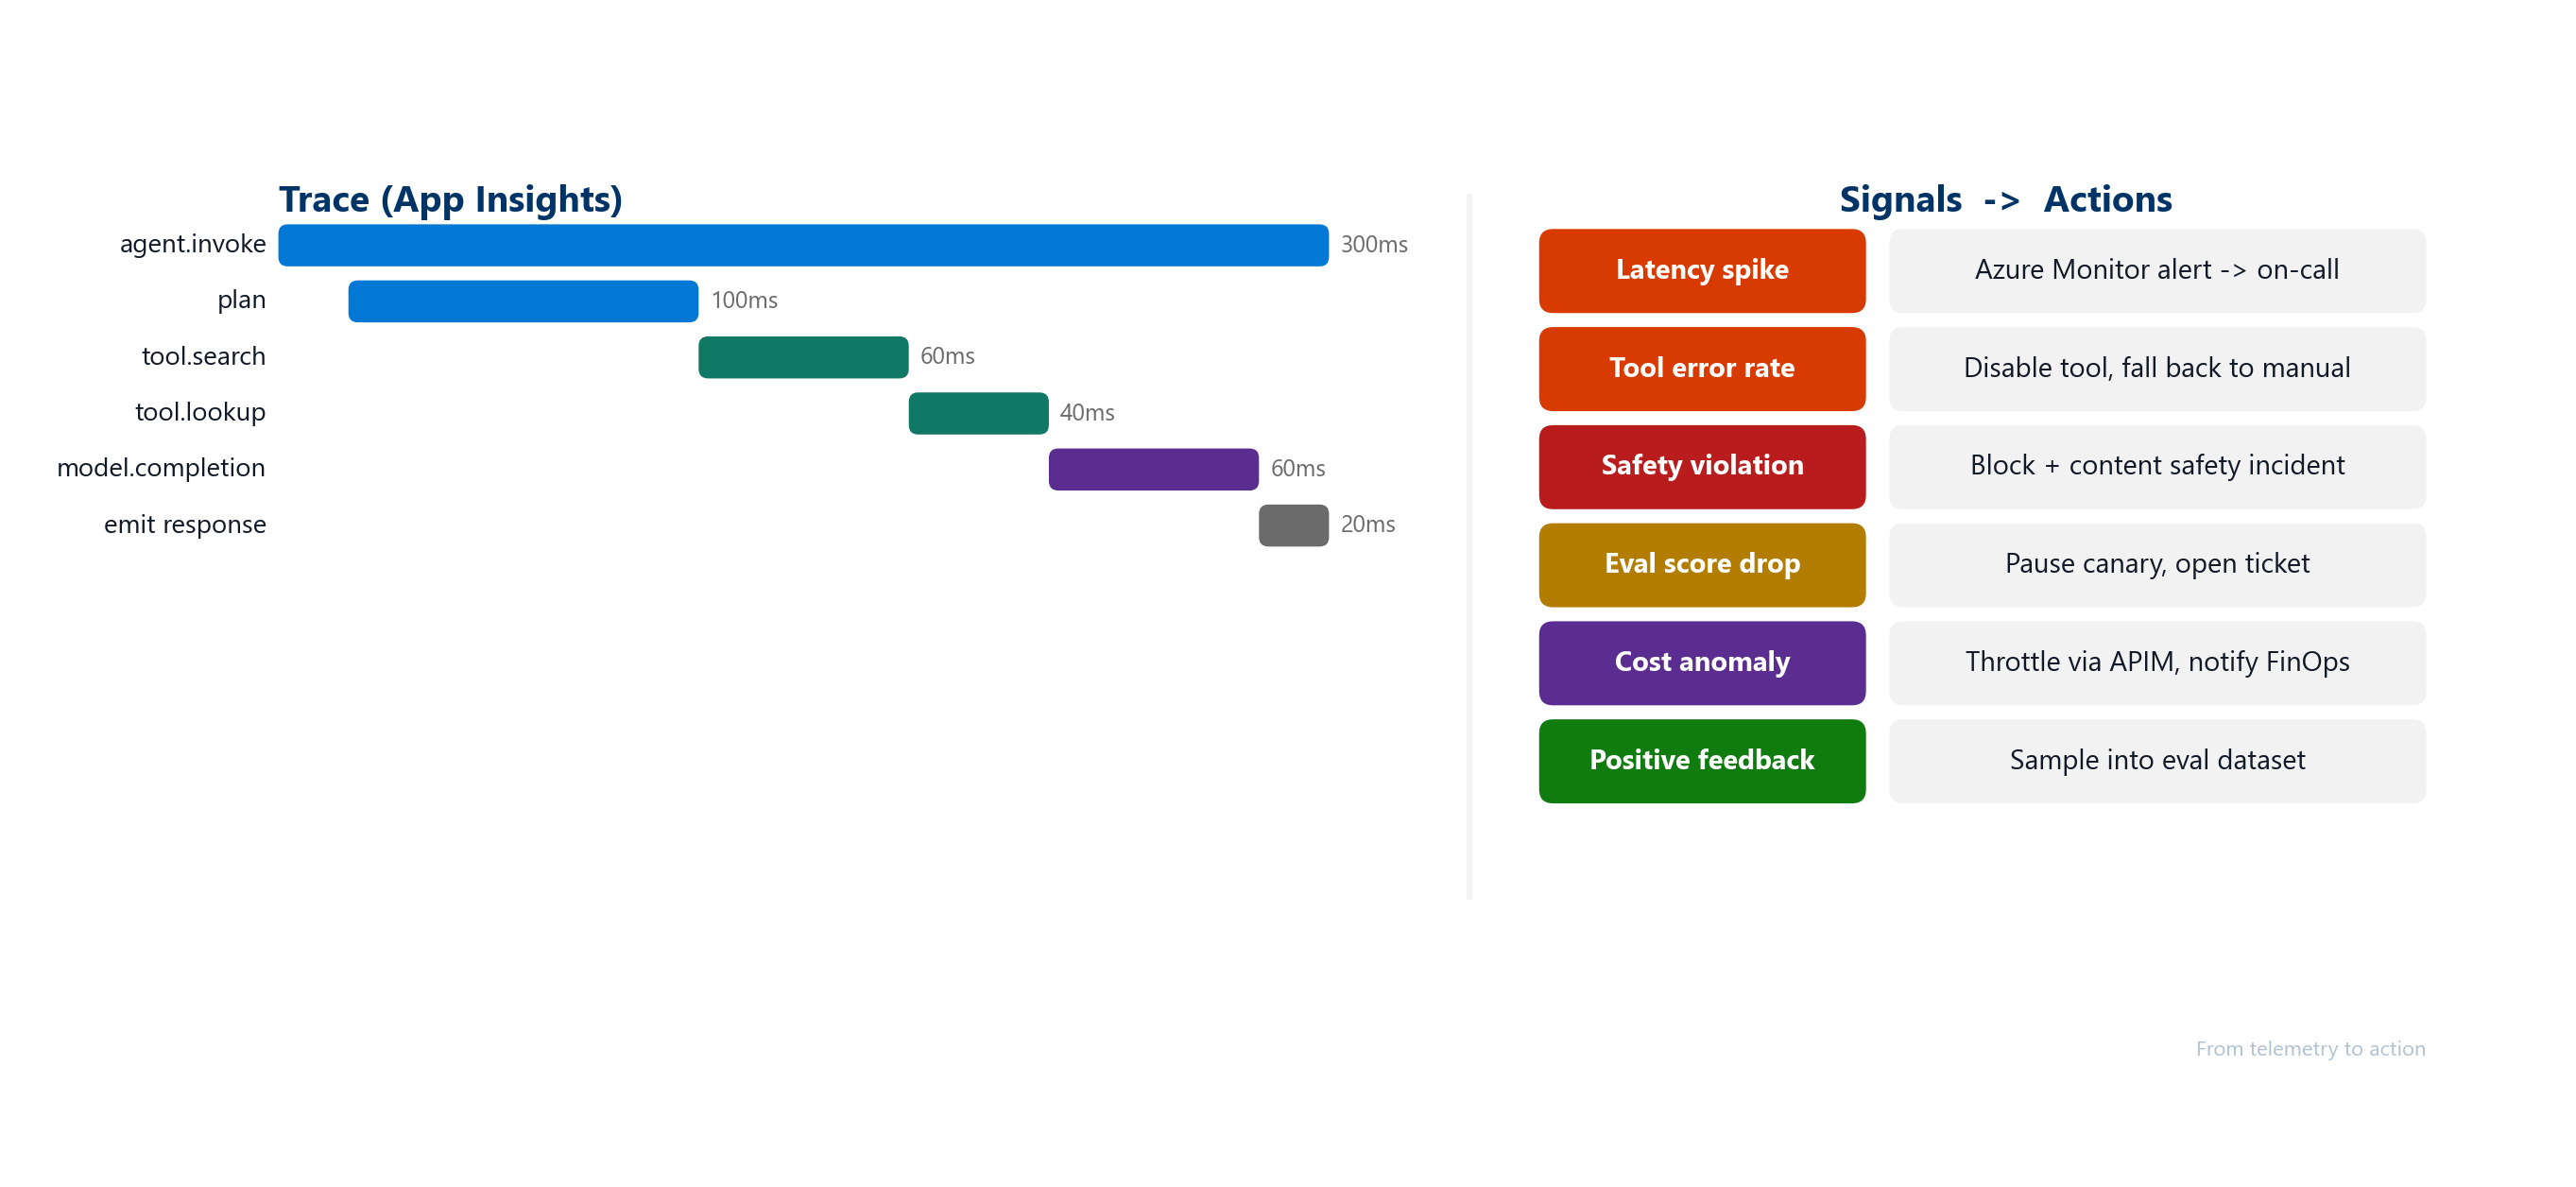 Trace (App Insights)
agent.invoke
300ms
plan
100ms
tool.search
60ms
tool.lookup
40ms
model.completion
60ms
emit response
20ms
Signals -> Actions
Latency spike
Azure Monitor alert -> on-call
Tool error rate
Disable tool, fall back to manual
Safety violation
Block + content safety incident
Eval score drop
Pause canary, open ticket
Cost anomaly
Throttle via APIM, notify FinOps
Positive feedback
Sample into eval dataset
From telemetry to action